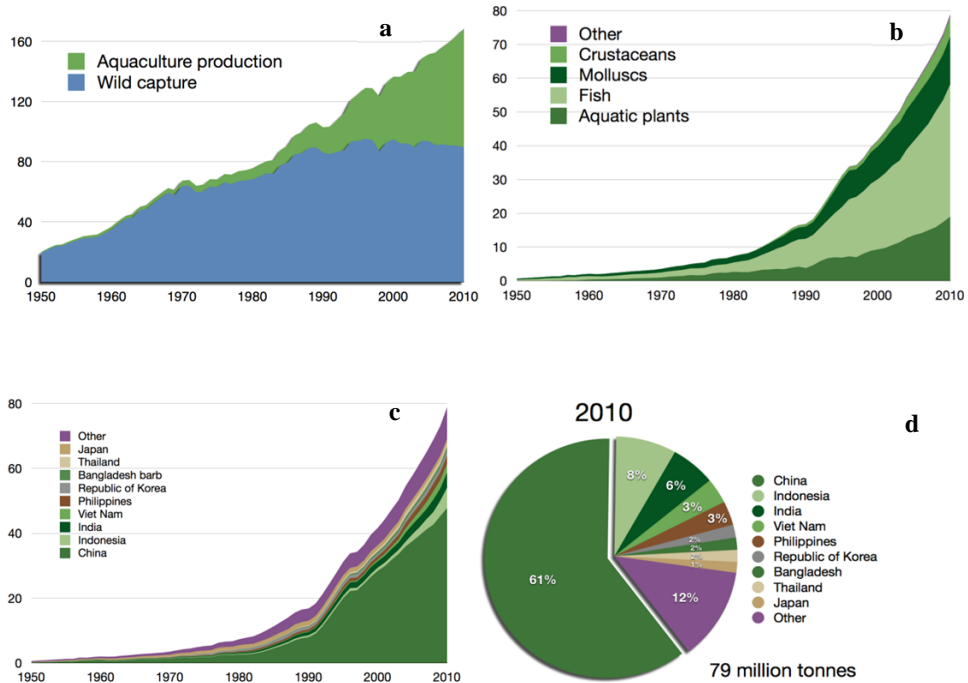 a
160
120
80
40
0
Aquaculture production
Wild capture
1950 1960 1970 1980 1990 2000 2010
b
80
70
60
50
40
30
20
10
0
Other
Crustaceans
Molluscs
Fish
Aquatic plants
1950 1960 1970 1980 1990 2000 2010
c
80
60
40
20
0
Other
Japan
Thailand
Bangladesh barb
Republic of Korea
Philippines
Viet Nam
India
Indonesia
China
1950 1960 1970 1980 1990 2000 2010
2010
d
8%
6%
3%
3%
2%
2%
2%
1%
12%
61%
China
Indonesia
India
Viet Nam
Philippines
Republic of Korea
Bangladesh
Thailand
Japan
Other
79 million tonnes